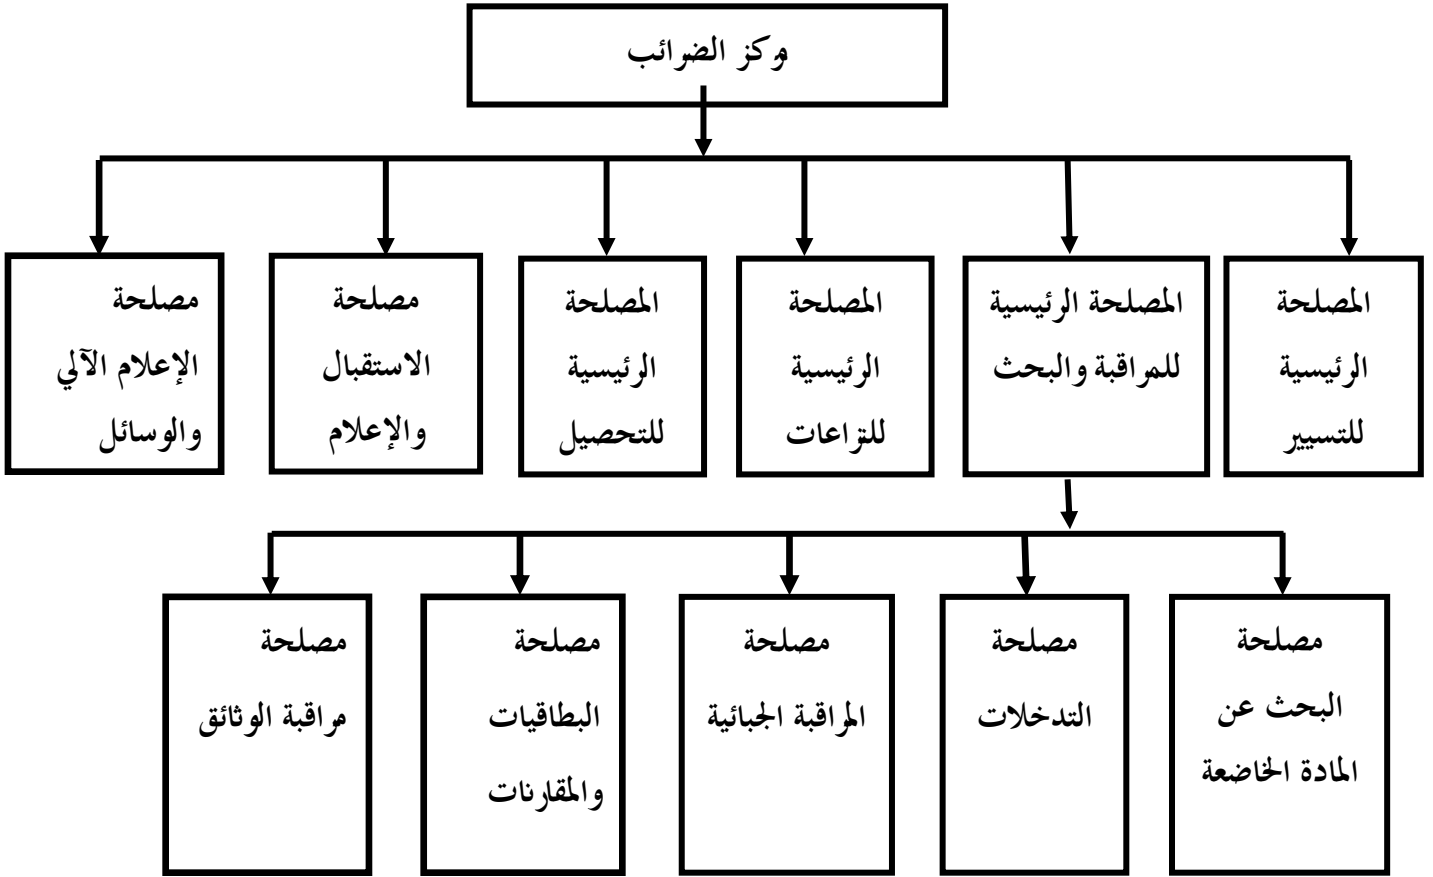 مركز الضرائب
المصلحة
الرئيسية
للتسيير
المصلحة الرئيسية
للمراقبة والبحث
المصلحة
الرئيسية
للنزاعات
المصلحة
الرئيسية
للتحصيل
مصلحة
الاستقبال
والإعلام
مصلحة
الإعلام الآلي
والوسائل
مصلحة
البحث عن
المادة الخاضعة
مصلحة
التدخلات
مصلحة
المراقبة الجبائية
مصلحة
البطاقيات
والمقارنات
مصلحة
مراقبة الوثائق